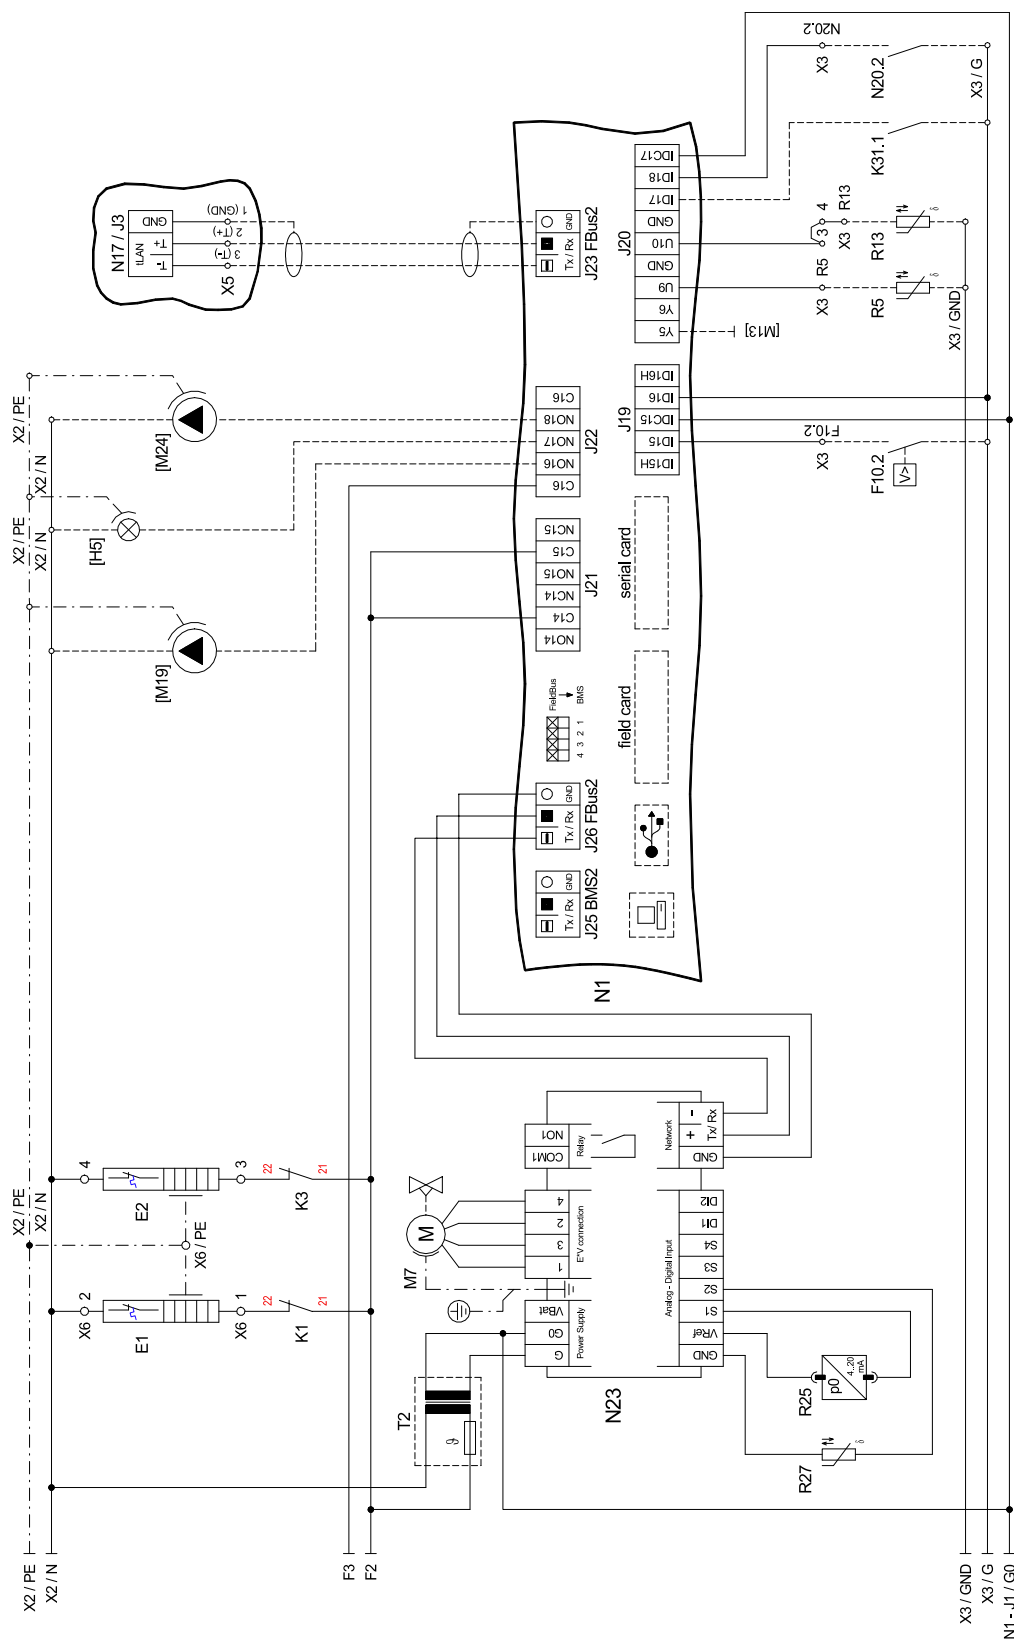 X2 / PE
X2 / N
F3
F2
X3 / GND
X3 / G
N1 - J1 / G0
X6
2
E1
X6
1
22
21
K1
4
E2
3
22
21
K3
X6 / PE
X2 / PE
X2 / N
T2
ϑ
N23
G
G0
VBat
Power Supply
M7
M
1
3
2
4
E*V connection
COM1
NO1
Relay
GND
VRef
S1
S2
S3
S4
DI1
DI2
Analog - Digital Input
GND
+
-
Tx/ Rx
Network
R27
δ
R25
p0
4..20
mA
N1
J25 BMS2
Tx / Rx
GND
J26 FBus2
Tx / Rx
GND
4 3 2 1
FieldBus
BMS
field card
serial card
J21
NO14
C14
NC14
NO15
C15
NC15
J22
C16
NO16
NO17
NO18
C16
J23 FBus2
Tx / Rx
GND
[M19]
[H5]
[M24]
X2 / PE
X2 / N
X2 / PE
X2 / N
N17 / J3
tLAN
T-
T+
GND
3 (T-)
2 (T+)
1 (GND)
X5
J19
ID15H
ID15
IDC15
ID16
ID16H
J20
Y5
Y6
U9
GND
U10
GND
ID17
ID18
IDC17
[M13]
F10.2
X3
F10.2
V>
R5
X3
R5
δ
X3 / GND
3
4
X3
R13
R13
δ
K31.1
N20.2
X3
N20.2
X3 / G